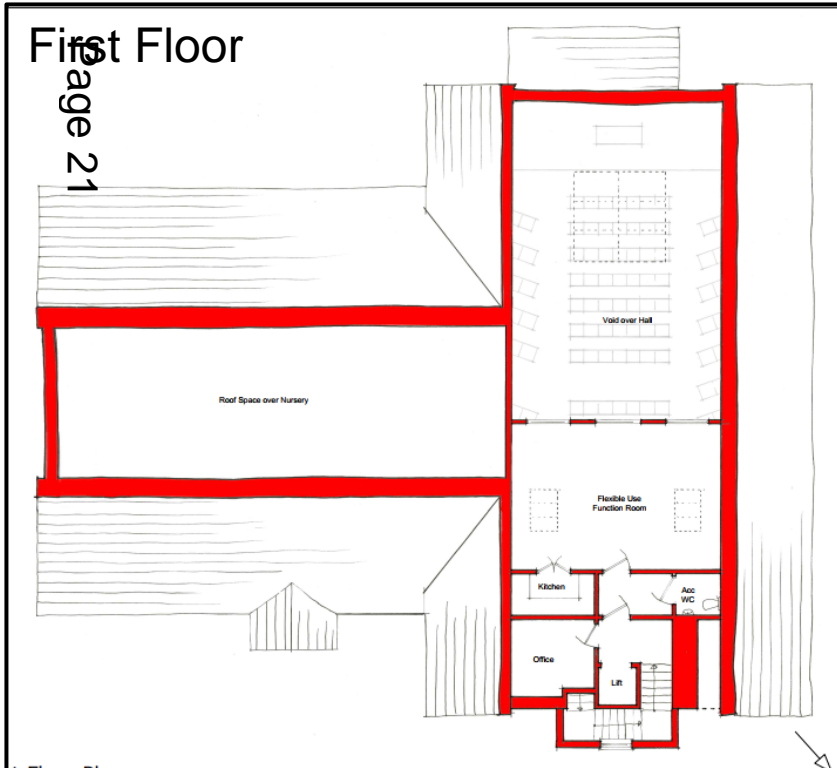 First Floor
Page 21
Void over Hall
Roof Space over Nursery
Flexible Use
Function Room
Kitchen
Acc
WC
Office
Lift